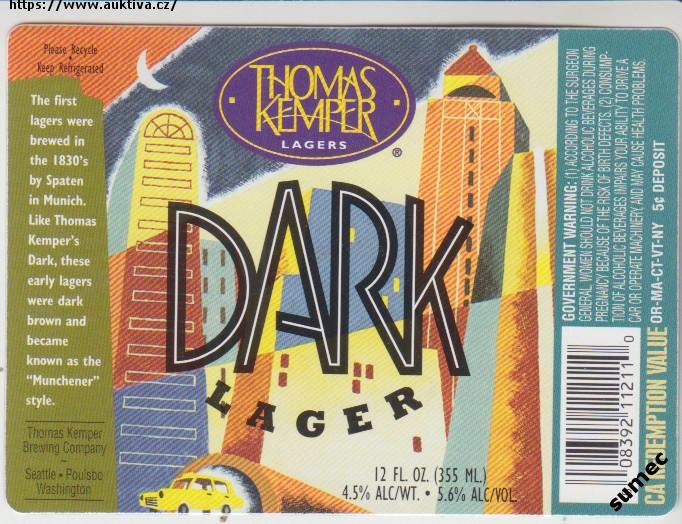 https://www.auktiva.cz/
Please Recycle
Keep Refrigerated
The first
lagers were
brewed in
the 1830's
by Spaten
in Munich.
Like Thomas
Kemper's
Dark, these
early lagers
were dark
brown and
became
known as the
"Munchener"
style.
Thomas Kemper
Brewing Company
Seattle • Poulsbo
Washington
THOMAS
KEMPER
LAGERS
®
DARK
LAGER
12 FL. OZ. (355 ML.)
4.5% ALC/WT. • 5.6% ALC/VOL.
GOVERNMENT WARNING: (1) ACCORDING TO THE SURGEON
GENERAL, WOMEN SHOULD NOT DRINK ALCOHOLIC BEVERAGES DURING
PREGNANCY BECAUSE OF THE RISK OF BIRTH DEFECTS. (2) CONSUMP-
TION OF ALCOHOLIC BEVERAGES IMPAIRS YOUR ABILITY TO DRIVE A
CAR OR OPERATE MACHINERY AND MAY CAUSE HEALTH PROBLEMS.
OR-MA-CT-VT-NY 5¢ DEPOSIT
CA REDEMPTION VALUE
0 83921 11211 0
sumec